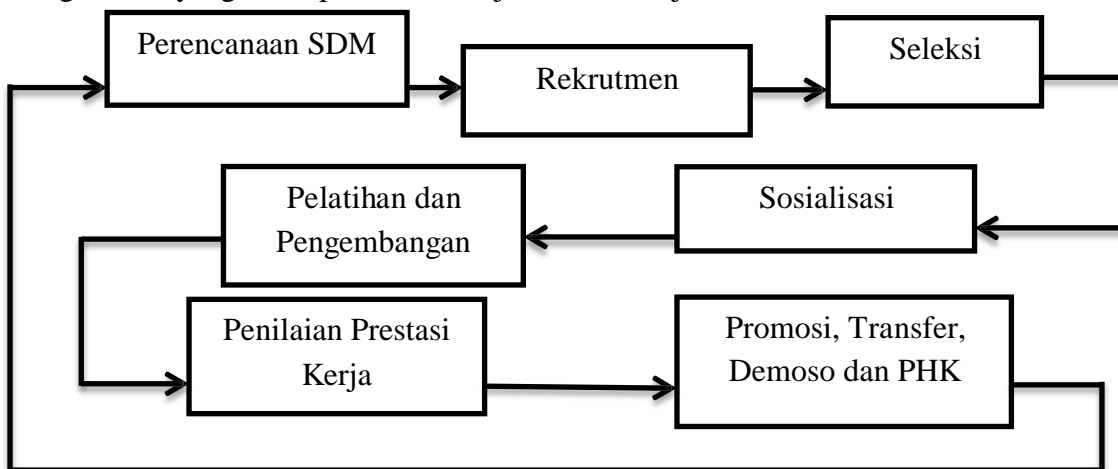 Perencanaan SDM
Rekrutmen
Seleksi
Pelatihan dan
Pengembangan
Sosialisasi
Penilaian Prestasi
Kerja
Promosi, Transfer,
Demoso dan PHK